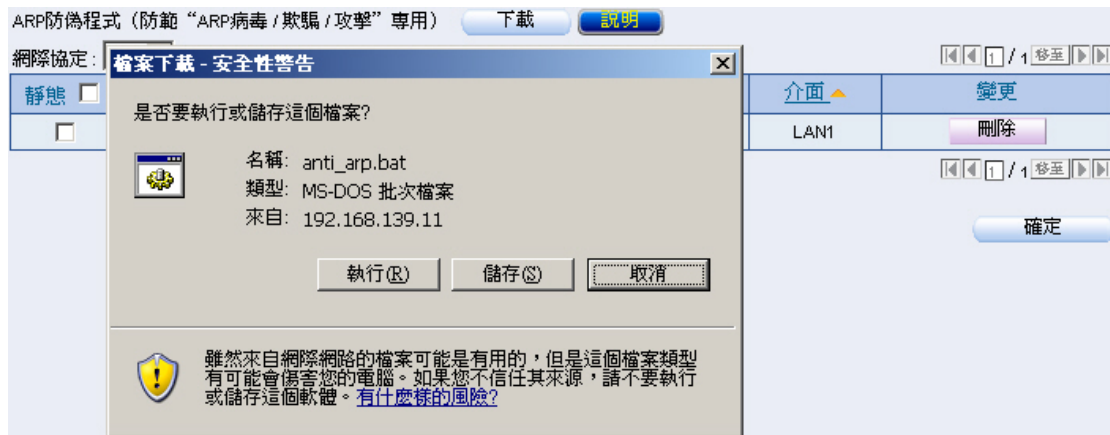 ARP防偽程式（防範“ARP病毒 / 欺騙 / 攻擊”專用） 下載 說明
網際協定:
1 / 1 移至
檔案下載 - 安全性警告
靜態 介面 變更
是否要執行或儲存這個檔案?
LAN1 刪除
名稱: anti_arp.bat
1 / 1 移至
類型: MS-DOS 批次檔案
來自: 192.168.139.11
確定
執行(R) 儲存(S) 取消
雖然來自網際網路的檔案可能是有用的，但是這個檔案類型
有可能會傷害您的電腦。如果您不信任其來源，請不要執行
或儲存這個軟體。有什麼樣的風險?